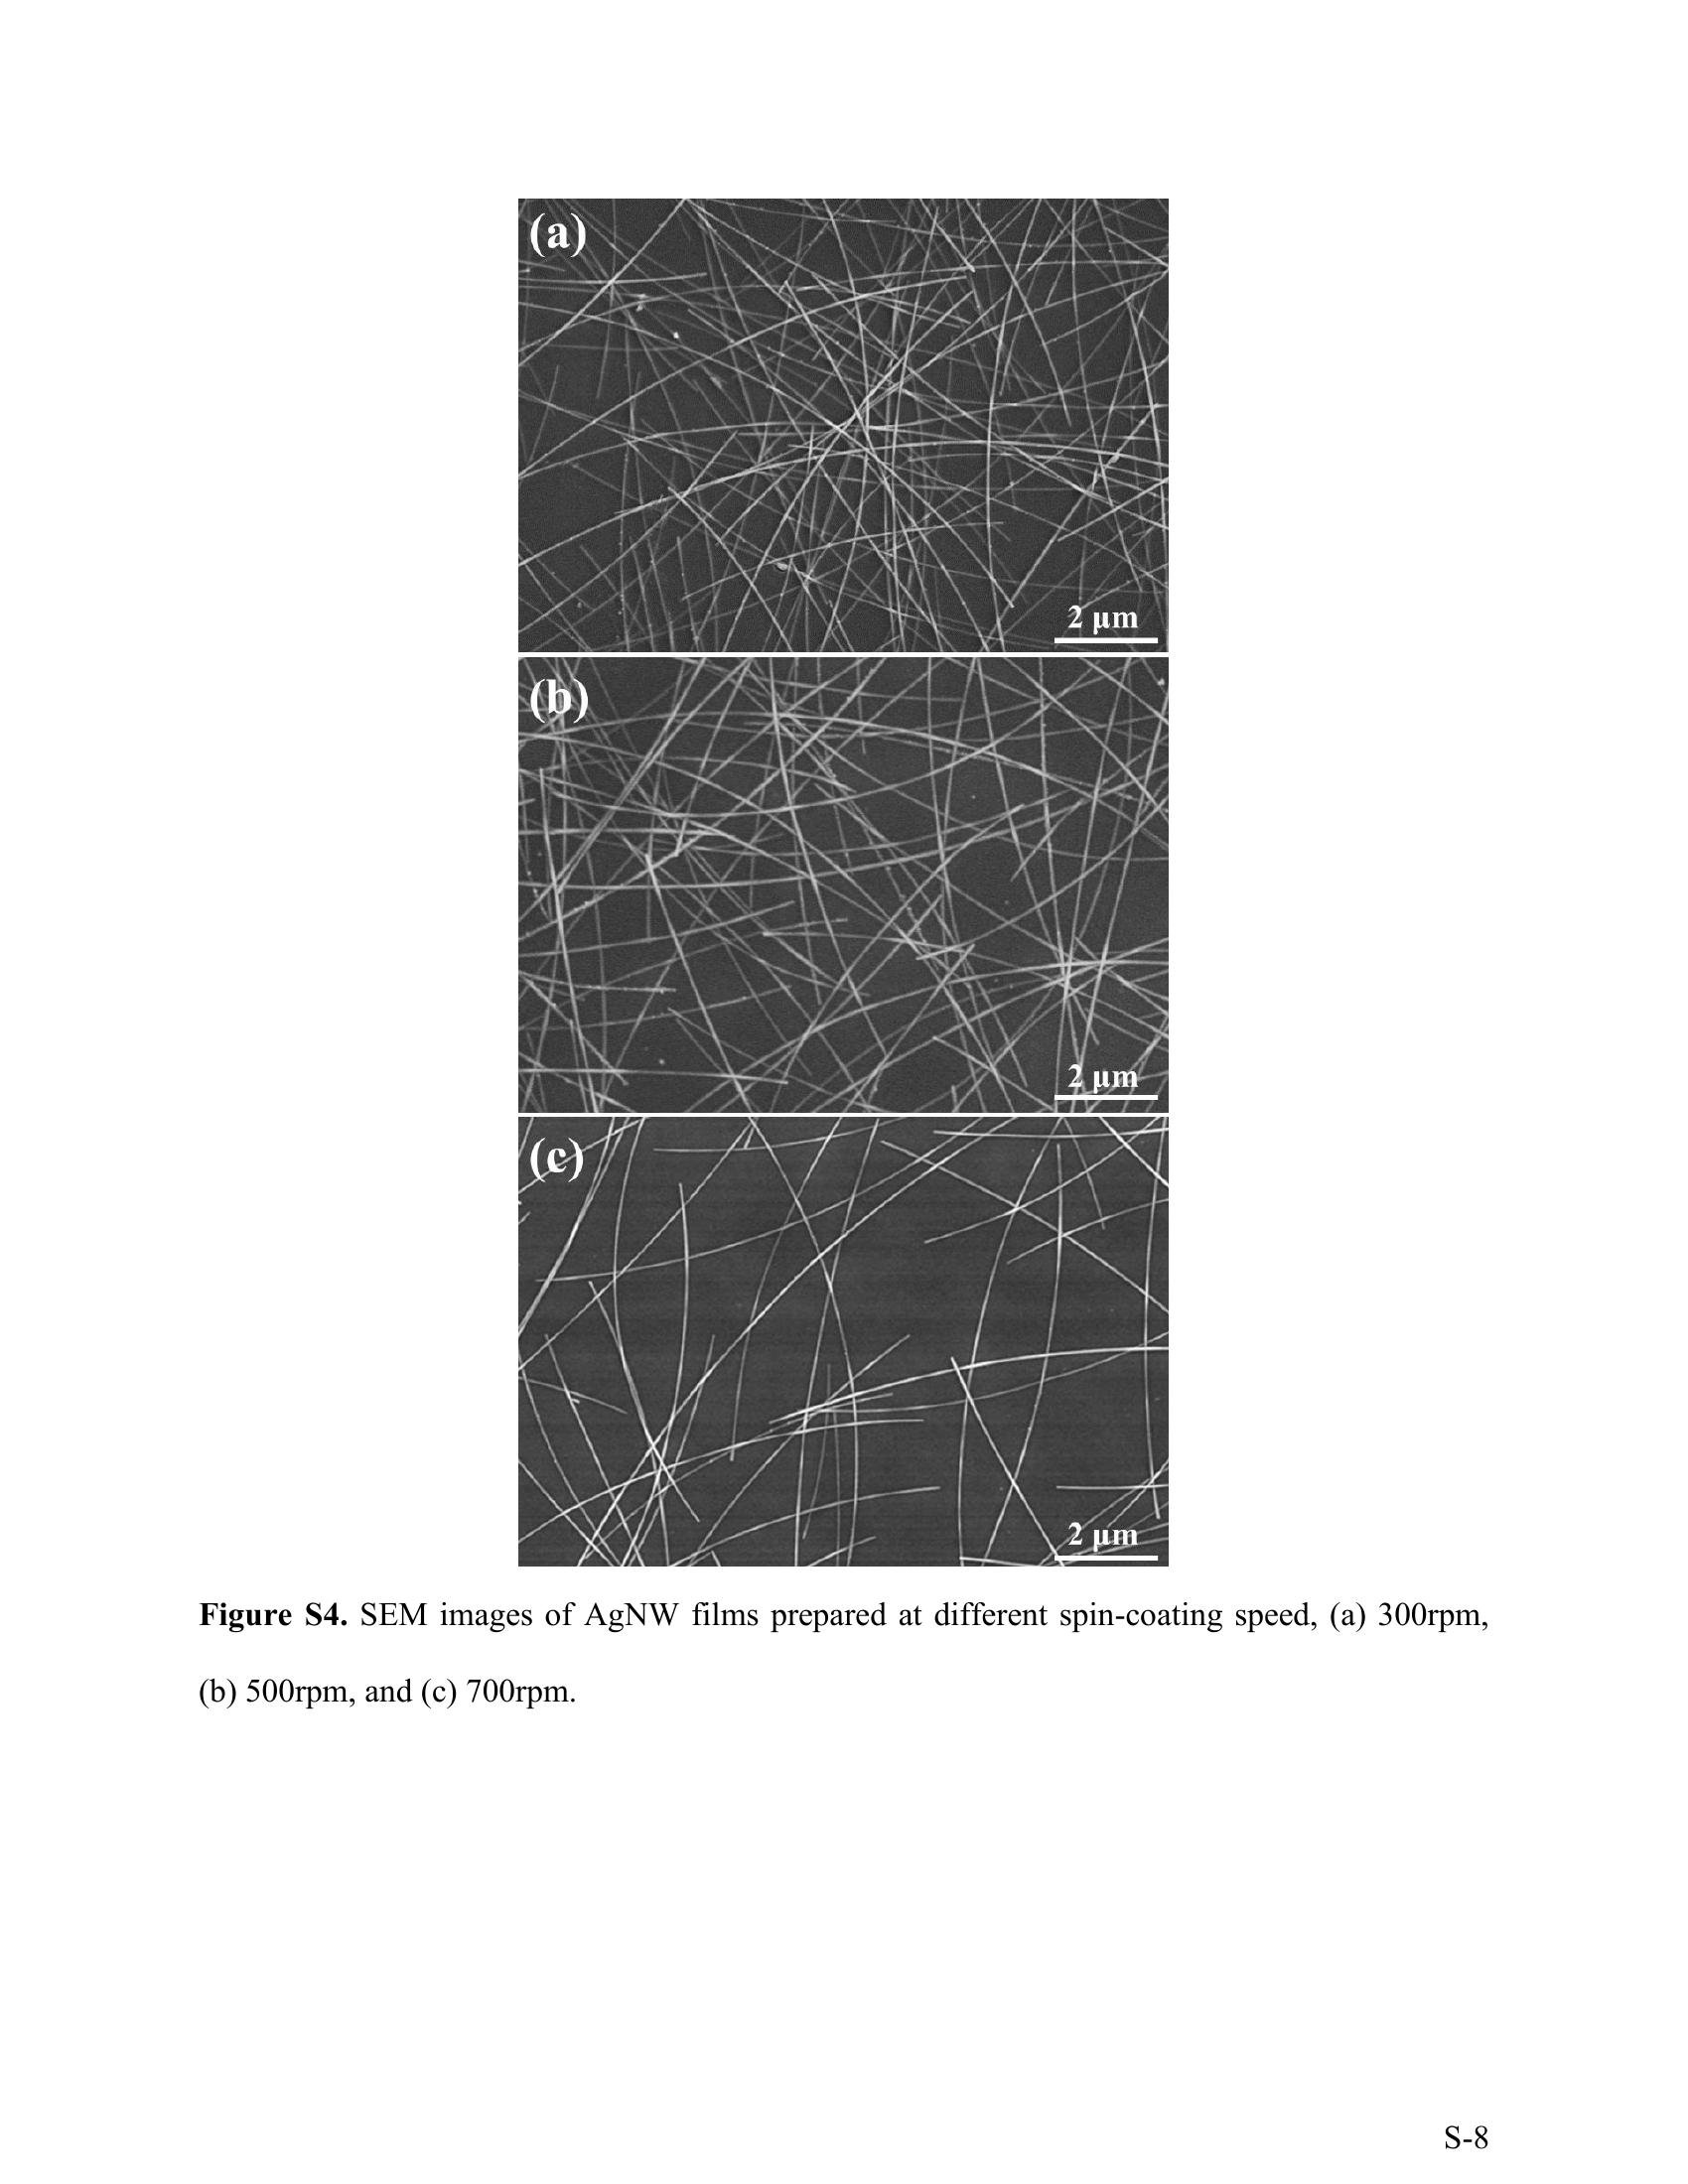 (a)
2 µm
(b)
2 µm
(c)
2 µm
Figure S4. SEM images of AgNW films prepared at different spin-coating speed, (a) 300rpm,
(b) 500rpm, and (c) 700rpm.
S-8